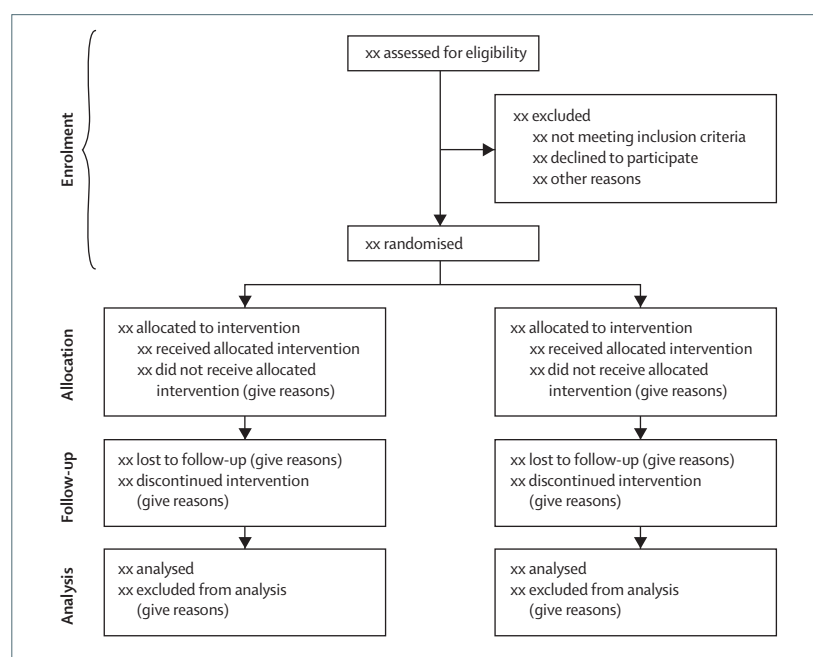 Enrolment
xx assessed for eligibility
xx excluded
xx not meeting inclusion criteria
xx declined to participate
xx other reasons
xx randomised
Allocation
xx allocated to intervention
xx received allocated intervention
xx did not receive allocated
intervention (give reasons)
xx allocated to intervention
xx received allocated intervention
xx did not receive allocated
intervention (give reasons)
Follow-up
xx lost to follow-up (give reasons)
xx discontinued intervention
(give reasons)
xx lost to follow-up (give reasons)
xx discontinued intervention
(give reasons)
Analysis
xx analysed
xx excluded from analysis
(give reasons)
xx analysed
xx excluded from analysis
(give reasons)